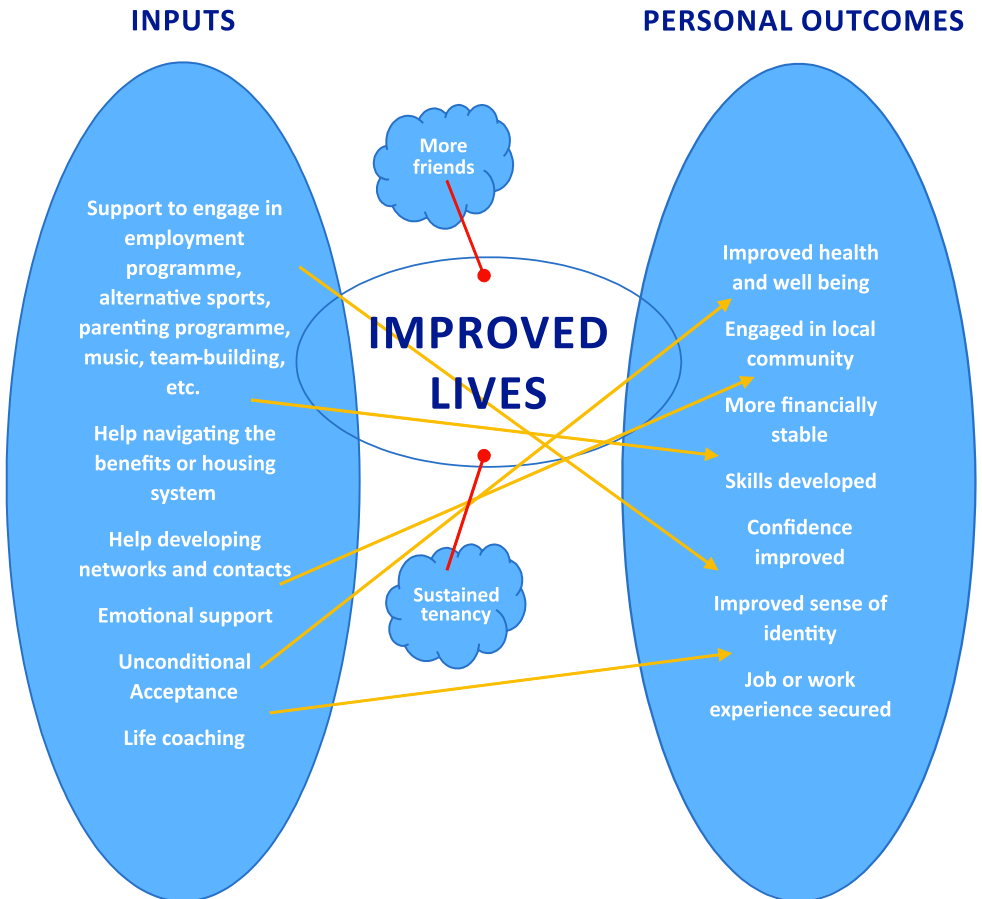 INPUTS
PERSONAL OUTCOMES
Support to engage in
employment
programme,
alternative sports,
parenting programme,
music, team-building,
etc.
Help navigating the
benefits or housing
system
Help developing
networks and contacts
Emotional support
Unconditional
Acceptance
Life coaching
More
friends
IMPROVED
LIVES
Sustained
tenancy
Improved health
and well being
Engaged in local
community
More financially
stable
Skills developed
Confidence
improved
Improved sense of
identity
Job or work
experience secured